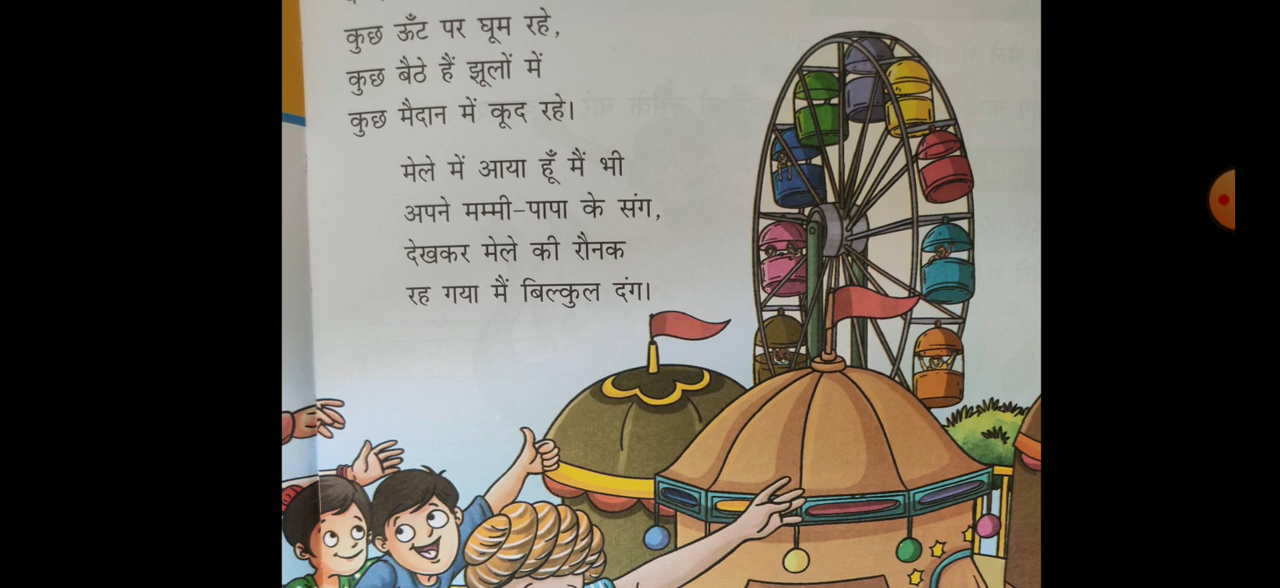 कुछ ऊँट पर घूम रहे,
कुछ बैठे हैं झूलों में
कुछ मैदान में कूद रहे।
मेले में आया हूँ मैं भी
अपने मम्मी-पापा के संग,
देखकर मेले की रौनक
रह गया मैं बिल्कुल दंग।